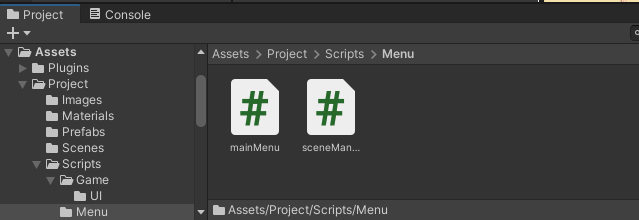 Project
Console
Assets
Plugins
Project
Images
Materials
Prefabs
Scenes
Scripts
Game
UI
Menu
Assets > Project > Scripts > Menu
mainMenu
sceneMan...
Assets/Project/Scripts/Menu